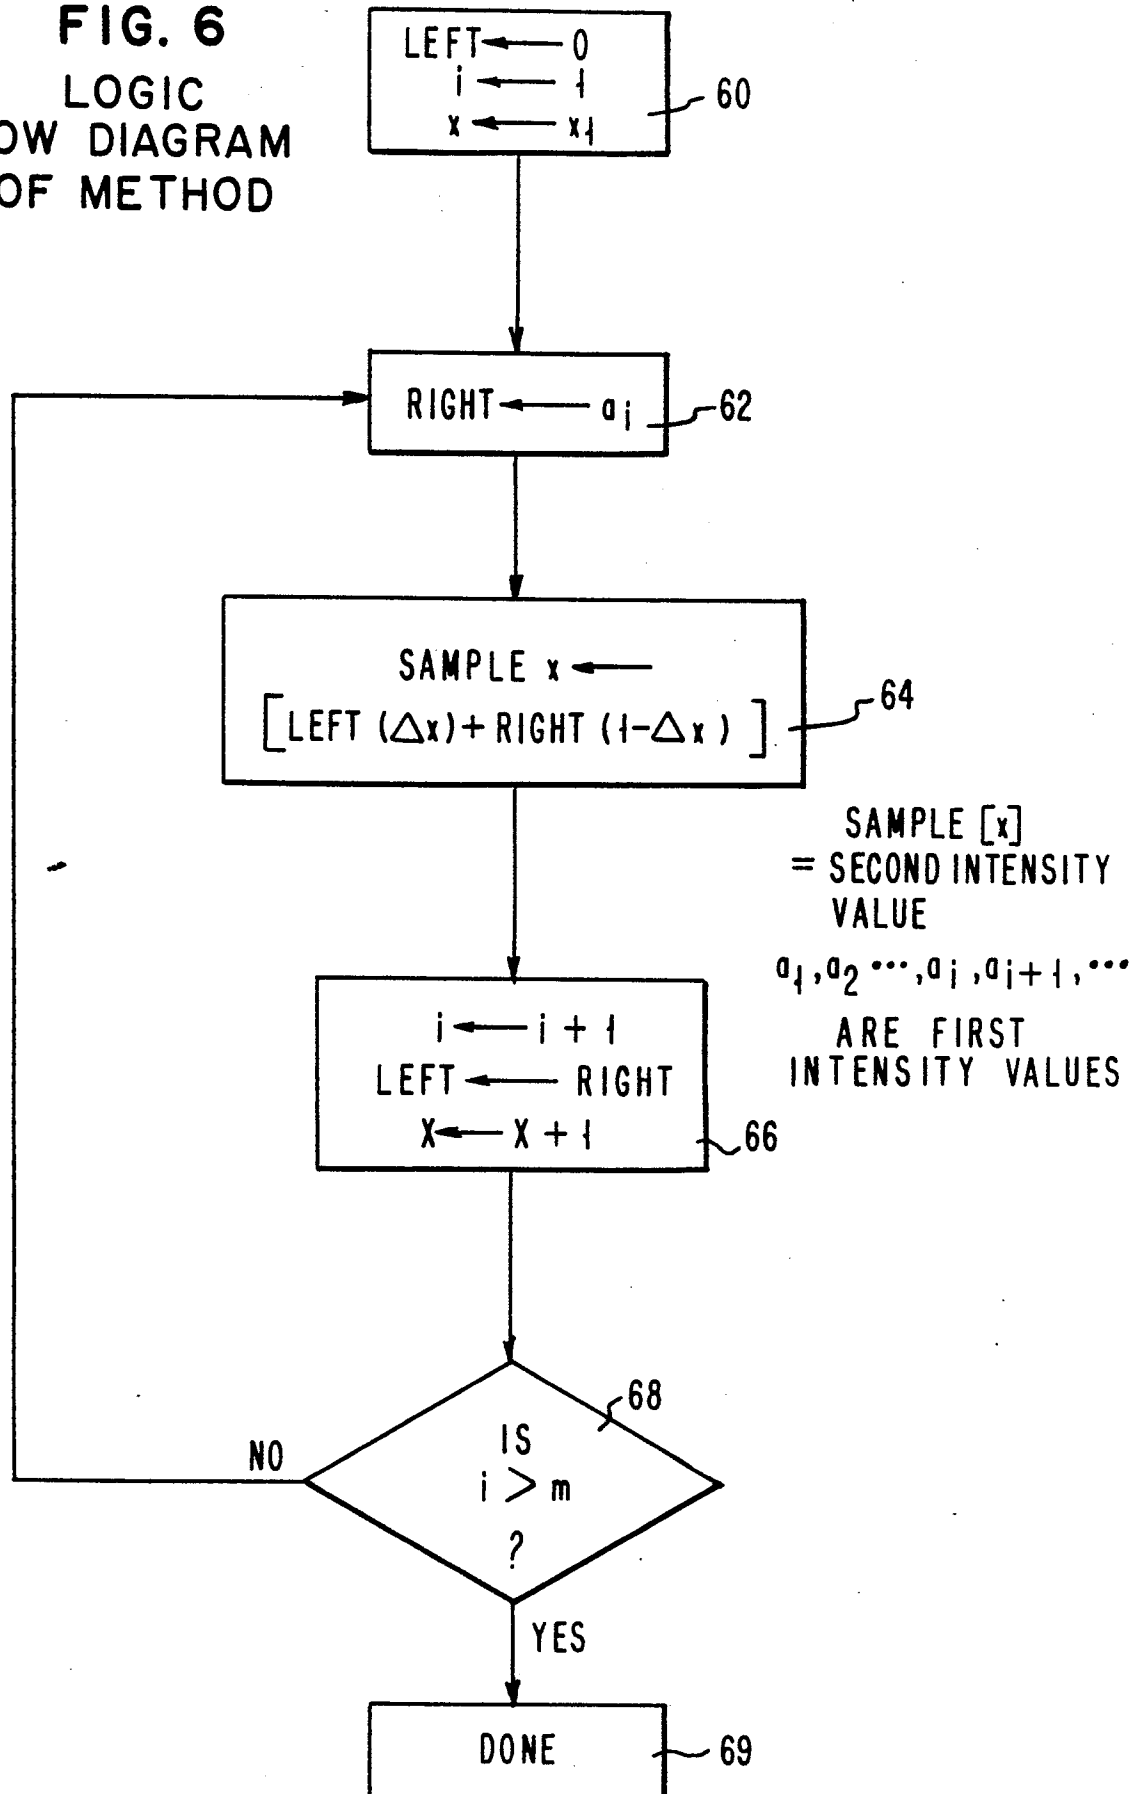 FIG. 6
LOGIC
OW DIAGRAM
OF METHOD
LEFT ← 0
i ← 1
x ← x1
60
RIGHT ← ai
62
SAMPLE x ←
[LEFT (Δx) + RIGHT (1-Δx)]
64
SAMPLE [x]
= SECOND INTENSITY
VALUE
a1, a2 ···, ai, ai+1, ···
ARE FIRST
INTENSITY VALUES
i ← i + 1
LEFT ← RIGHT
X ← X + 1
66
68
IS
i > m
?
NO
YES
DONE
69